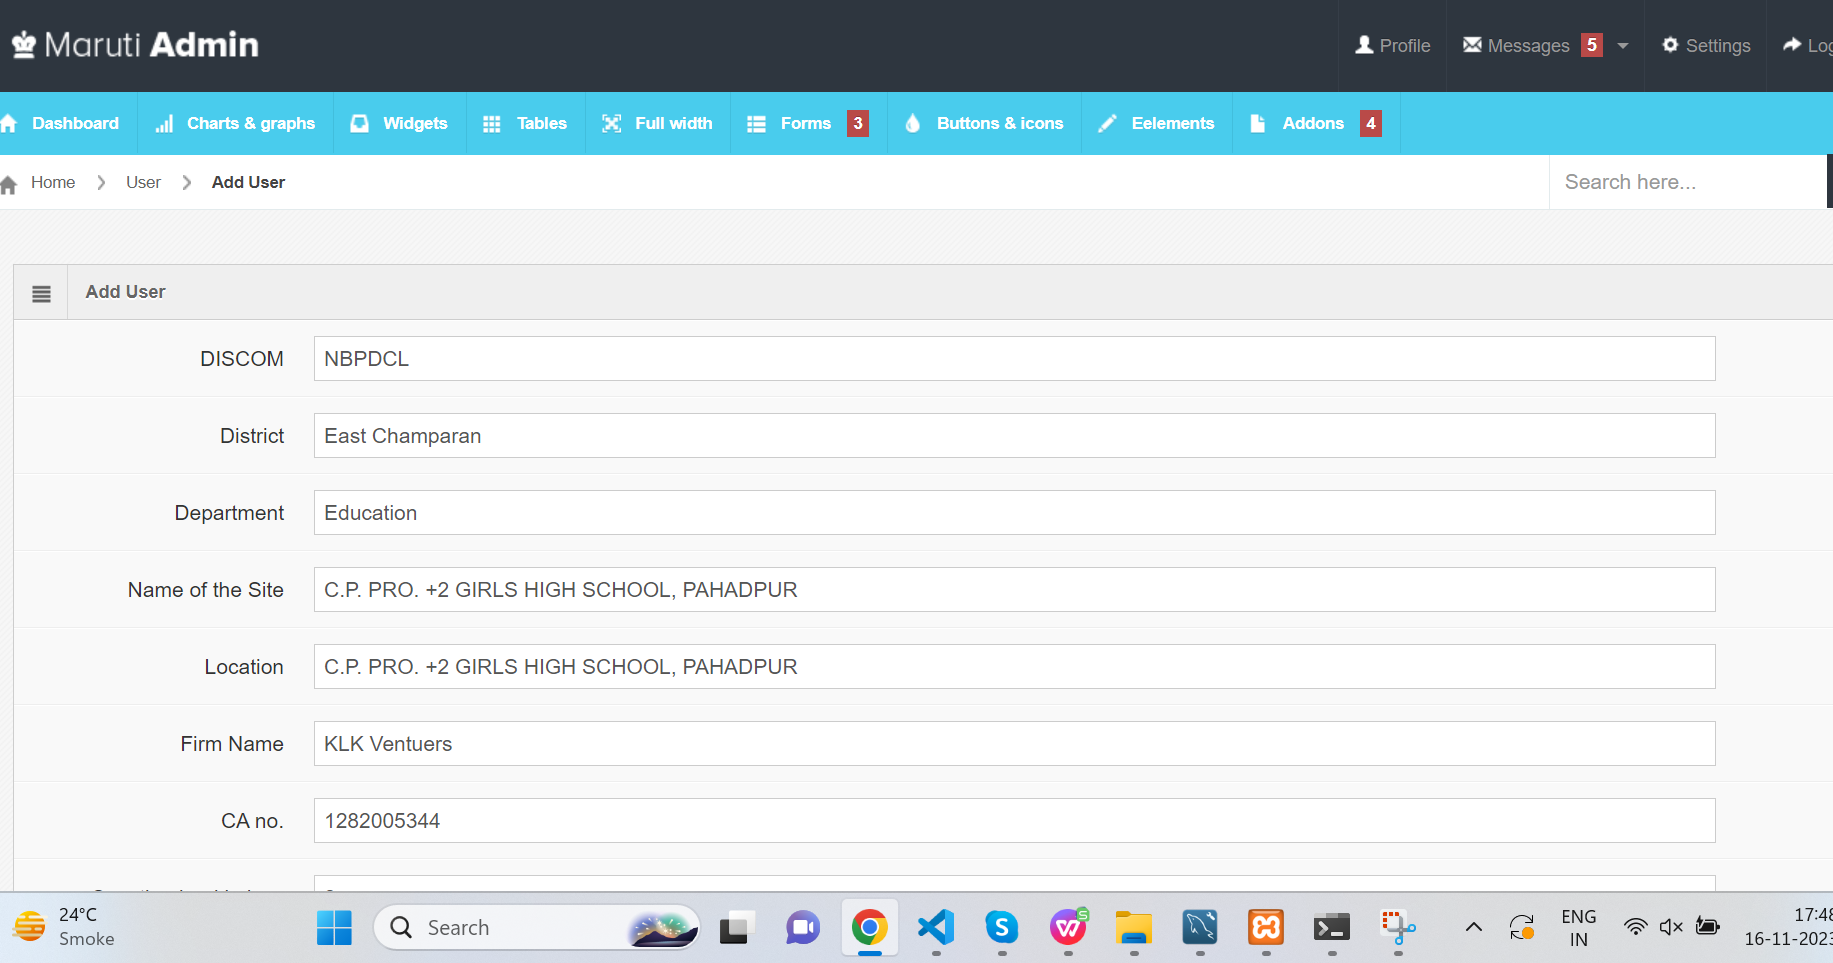 Maruti Admin
Profile
Messages 5
Settings
Dashboard
Charts & graphs
Widgets
Tables
Full width
Forms 3
Buttons & icons
Eelements
Addons 4
Home
User
Add User
Search here...
Add User
DISCOM
NBPDCL
District
East Champaran
Department
Education
Name of the Site
C.P. PRO. +2 GIRLS HIGH SCHOOL, PAHADPUR
Location
C.P. PRO. +2 GIRLS HIGH SCHOOL, PAHADPUR
Firm Name
KLK Ventuers
CA no.
1282005344
24°C
Smoke
Search
ENG
IN
17:48
16-11-2023